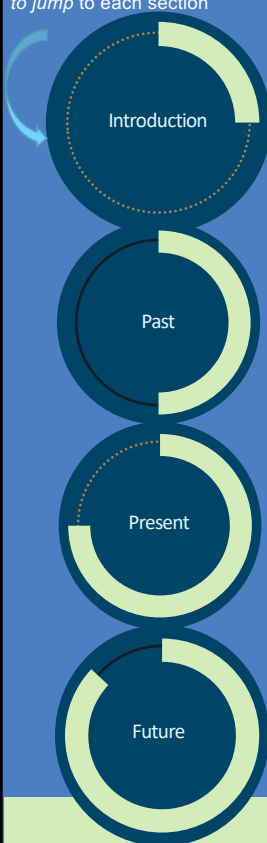 to jump to each section
Introduction
Past
Present
Future